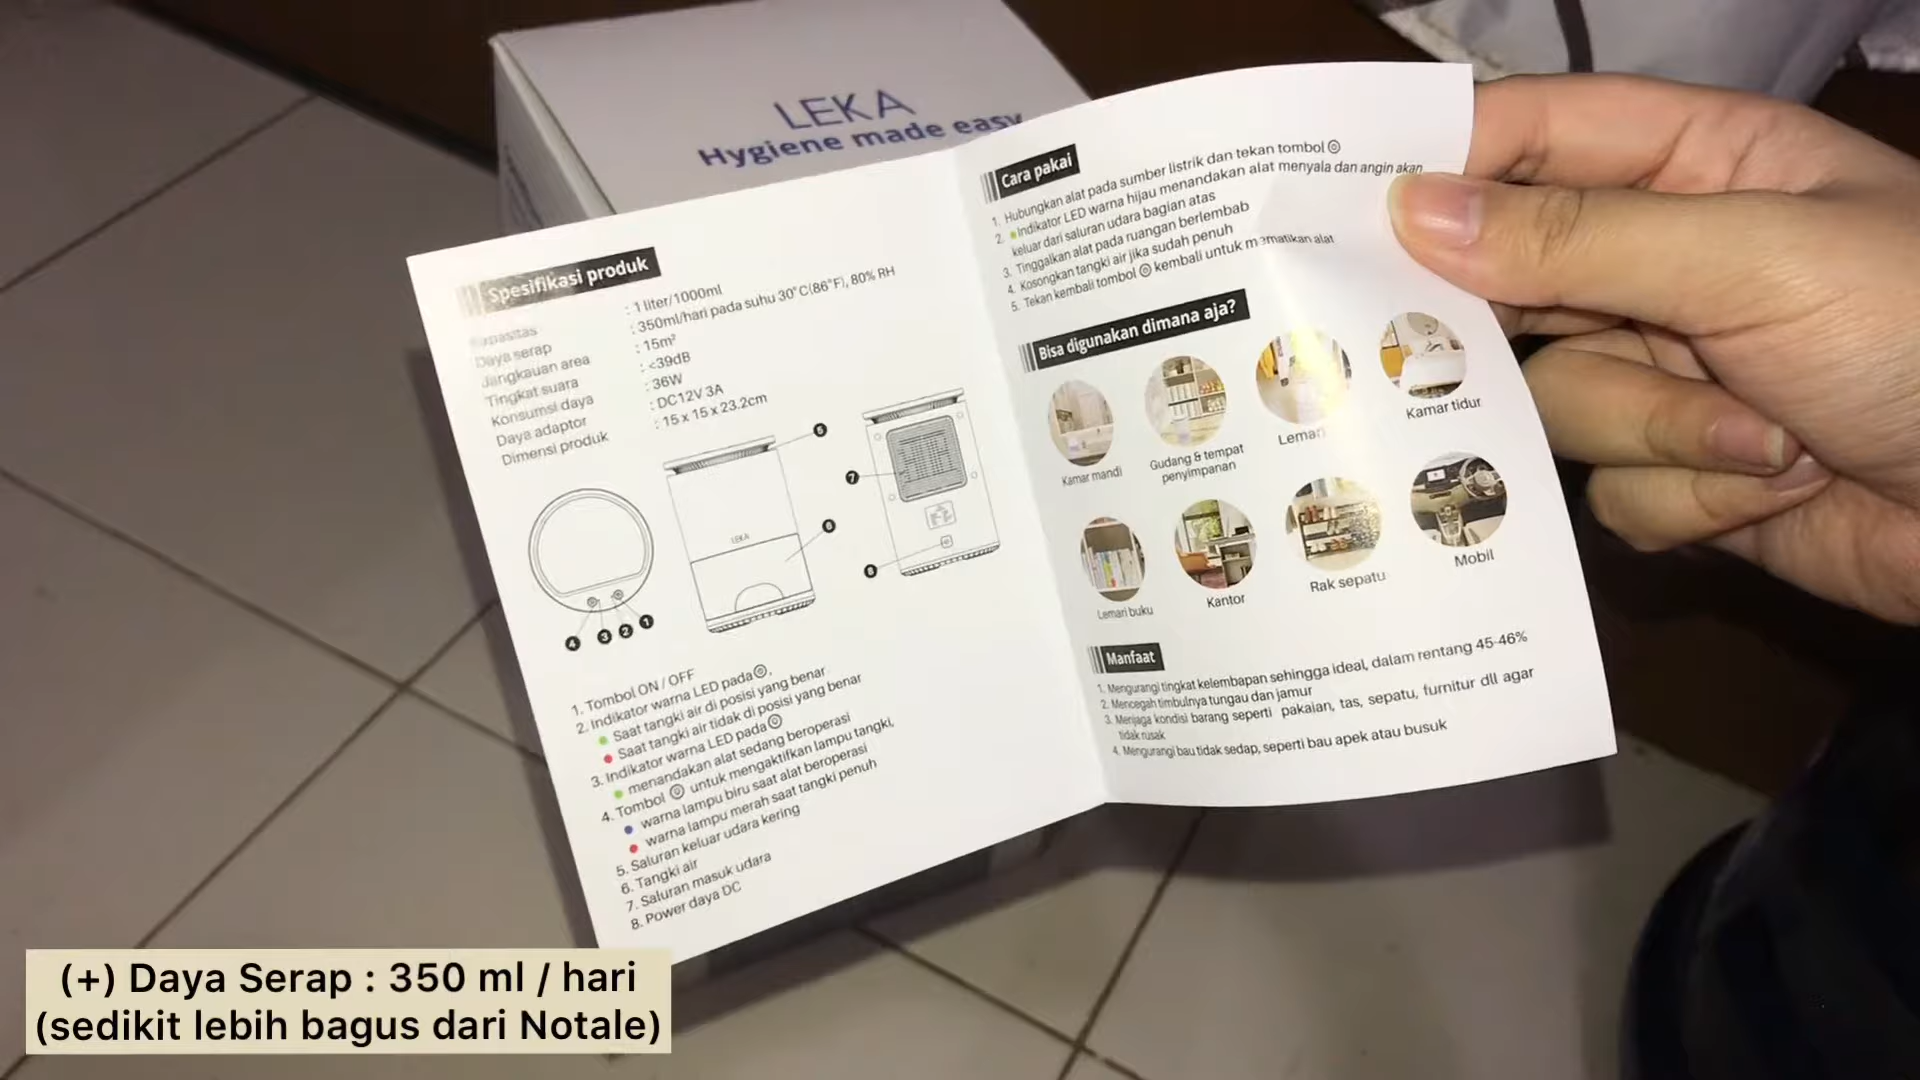 LEKA
Hygiene made easy
Spesifikasi produk
Kapasitas : 1 liter/1000ml
Daya serap : 350ml/hari pada suhu 30°C(86°F), 80% RH
Jangkauan area : 15m²
Tingkat suara : <39dB
Konsumsi daya : 36W
Daya adaptor : DC12V 3A
Dimensi produk : 15 x 15 x 23.2cm
5
7
6
LEKA
8
4 3 2 1
1. Tombol ON / OFF
2. Indikator warna LED pada,
Saat tangki air di posisi yang benar
Saat tangki air tidak di posisi yang benar
3. Indikator warna LED pada
menandakan alat sedang beroperasi
4. Tombol untuk mengaktifkan lampu tangki,
warna lampu biru saat alat beroperasi
warna lampu merah saat tangki penuh
5. Saluran keluar udara kering
6. Tangki air
7. Saluran masuk udara
8. Power daya DC
Cara pakai
1. Hubungkan alat pada sumber listrik dan tekan tombol
2. Indikator LED warna hijau menandakan alat menyala dan angin akan
keluar dari saluran udara bagian atas
3. Tinggalkan alat pada ruangan berlembab
4. Kosongkan tangki air jika sudah penuh
5. Tekan kembali tombol kembali untuk mematikan alat
Bisa digunakan dimana aja?
Kamar mandi
Gudang & tempat
penyimpanan
Lemari
Kamar tidur
Lemari buku
Kantor
Rak sepatu
Mobil
Manfaat
1. Mengurangi tingkat kelembapan sehingga ideal, dalam rentang 45-46%
2. Mencegah timbulnya tungau dan jamur
3. Menjaga kondisi barang seperti pakaian, tas, sepatu, furnitur dll agar
tidak rusak
4. Mengurangi bau tidak sedap, seperti bau apek atau busuk
(+) Daya Serap : 350 ml / hari
(sedikit lebih bagus dari Notale)